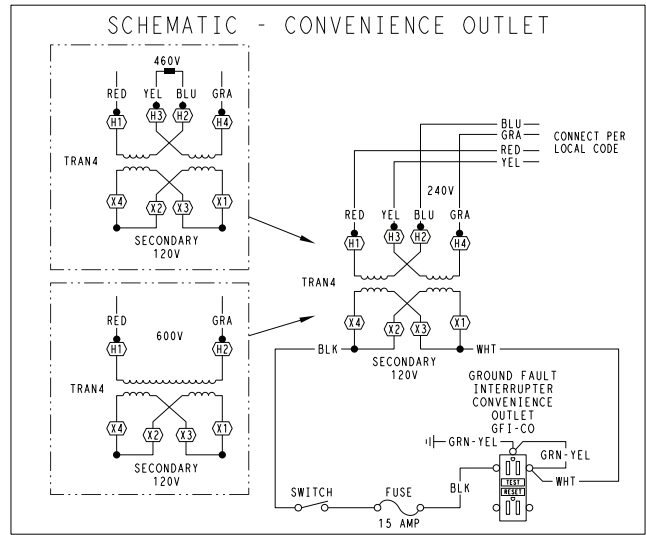 SCHEMATIC - CONVENIENCE OUTLET
460V
RED YEL BLU GRA
H1 H3 H2 H4
TRAN4
X4 X2 X3 X1
SECONDARY
120V
RED GRA
600V
H1 H2
TRAN4
X4 X2 X3 X1
SECONDARY
120V
BLU
GRA
RED
YEL
CONNECT PER
LOCAL CODE
240V
RED YEL BLU GRA
H1 H3 H2 H4
TRAN4
X4 X2 X3 X1
BLK
WHT
SECONDARY
120V
GROUND FAULT
INTERRUPTER
CONVENIENCE
OUTLET
GFI-CO
GRN-YEL
GRN-YEL
WHT
TEST
RESET
BLK
SWITCH
FUSE
15 AMP